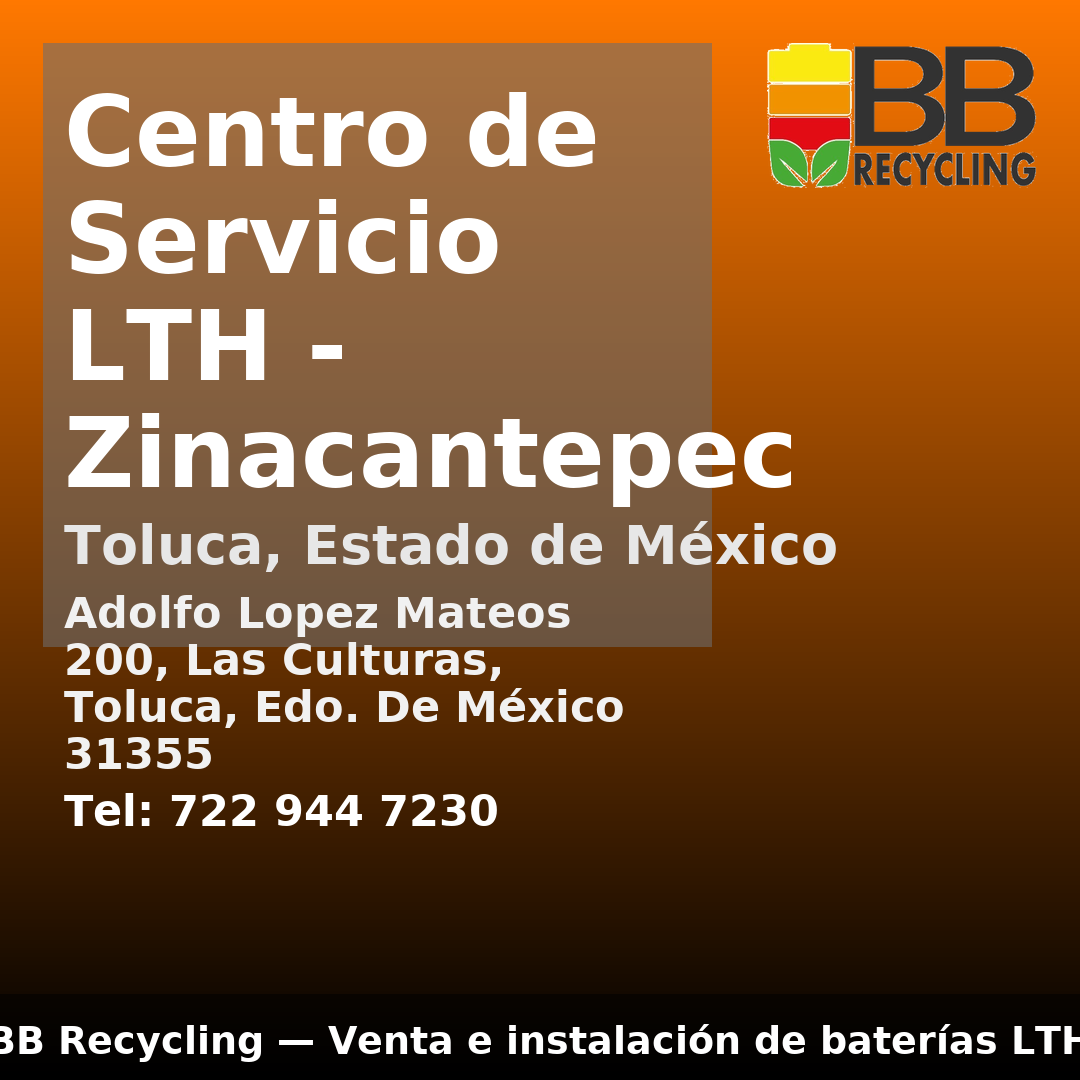 BB
RECYCLING
Centro de
Servicio
LTH -
Zinacantepec
Toluca, Estado de México
Adolfo Lopez Mateos
200, Las Culturas,
Toluca, Edo. De México
31355
Tel: 722 944 7230
BB Recycling — Venta e instalación de baterías LTH